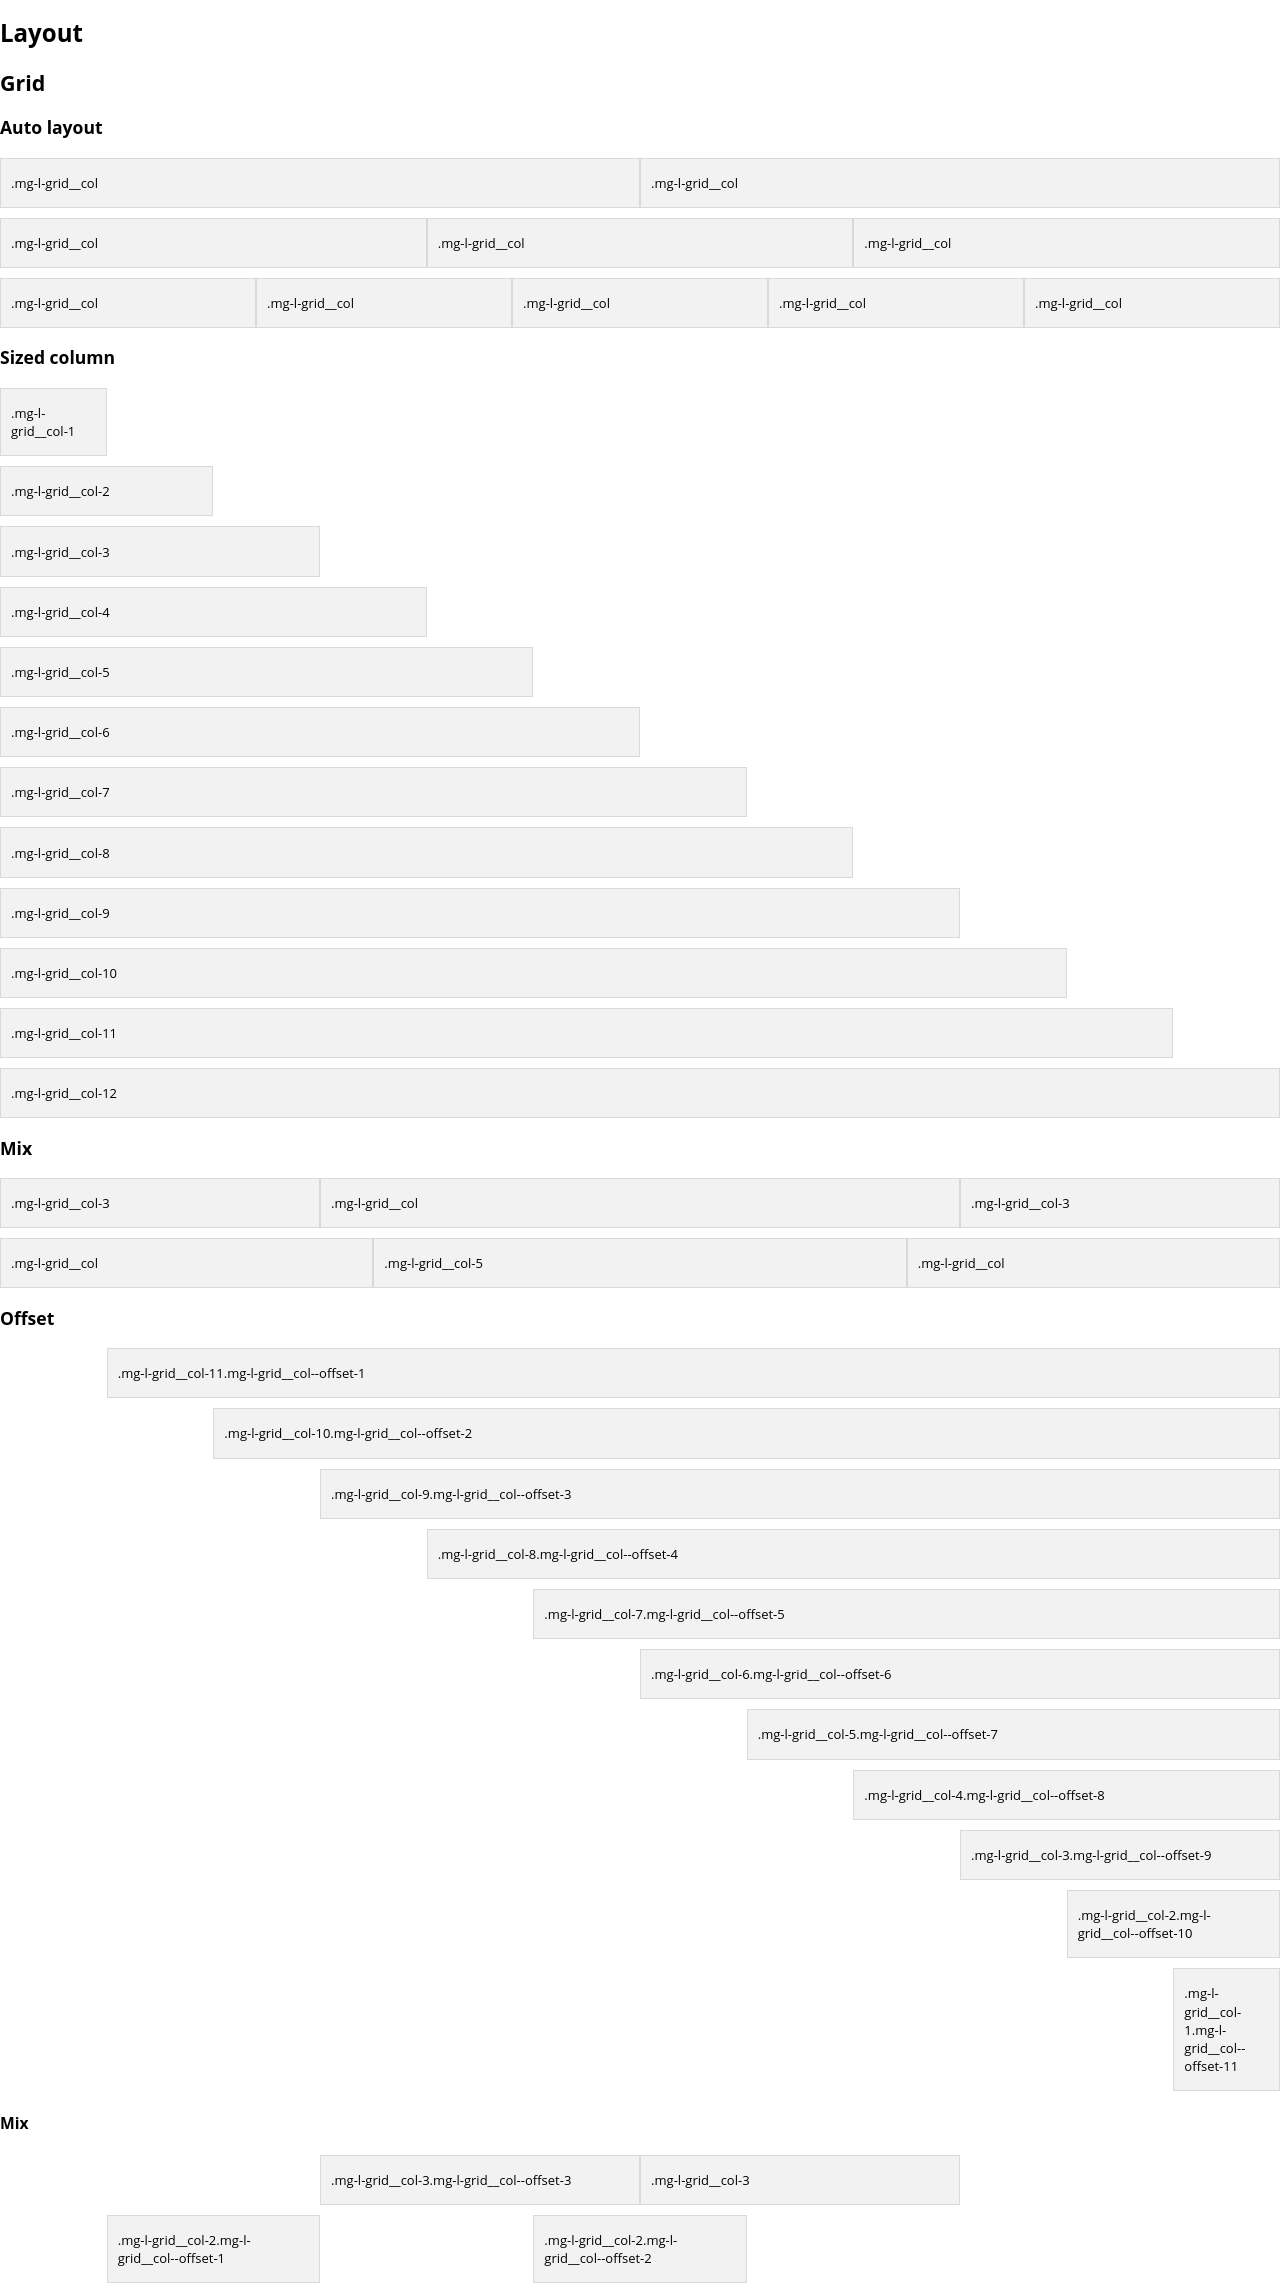 Layout
Grid
Auto layout
.mg-l-grid__col .mg-l-grid__col
.mg-l-grid__col .mg-l-grid__col .mg-l-grid__col
.mg-l-grid__col .mg-l-grid__col .mg-l-grid__col .mg-l-grid__col .mg-l-grid__col
Sized column
.mg-l-
grid__col-1
.mg-l-grid__col-2
.mg-l-grid__col-3
.mg-l-grid__col-4
.mg-l-grid__col-5
.mg-l-grid__col-6
.mg-l-grid__col-7
.mg-l-grid__col-8
.mg-l-grid__col-9
.mg-l-grid__col-10
.mg-l-grid__col-11
.mg-l-grid__col-12
Mix
.mg-l-grid__col-3 .mg-l-grid__col .mg-l-grid__col-3
.mg-l-grid__col .mg-l-grid__col-5 .mg-l-grid__col
Offset
.mg-l-grid__col-11.mg-l-grid__col--offset-1
.mg-l-grid__col-10.mg-l-grid__col--offset-2
.mg-l-grid__col-9.mg-l-grid__col--offset-3
.mg-l-grid__col-8.mg-l-grid__col--offset-4
.mg-l-grid__col-7.mg-l-grid__col--offset-5
.mg-l-grid__col-6.mg-l-grid__col--offset-6
.mg-l-grid__col-5.mg-l-grid__col--offset-7
.mg-l-grid__col-4.mg-l-grid__col--offset-8
.mg-l-grid__col-3.mg-l-grid__col--offset-9
.mg-l-grid__col-2.mg-l-
grid__col--offset-10
.mg-l-
grid__col-
1.mg-l-
grid__col--
offset-11
Mix
.mg-l-grid__col-3.mg-l-grid__col--offset-3 .mg-l-grid__col-3
.mg-l-grid__col-2.mg-l-
grid__col--offset-1
.mg-l-grid__col-2.mg-l-
grid__col--offset-2